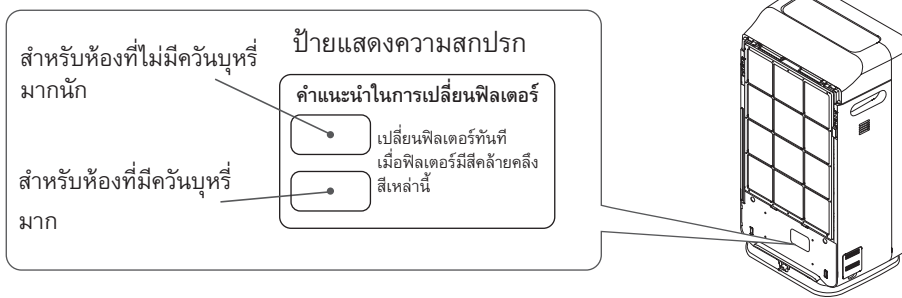 สำหรับห้องที่ไม่มีควันบุหรี่
มากนัก
สำหรับห้องที่มีควันบุหรี่
มาก
ป้ายแสดงความสกปรก
คำแนะนำในการเปลี่ยนฟิลเตอร์
เปลี่ยนฟิลเตอร์ทันที
เมื่อฟิลเตอร์มีสีคล้ายคลึง
สีเหล่านี้